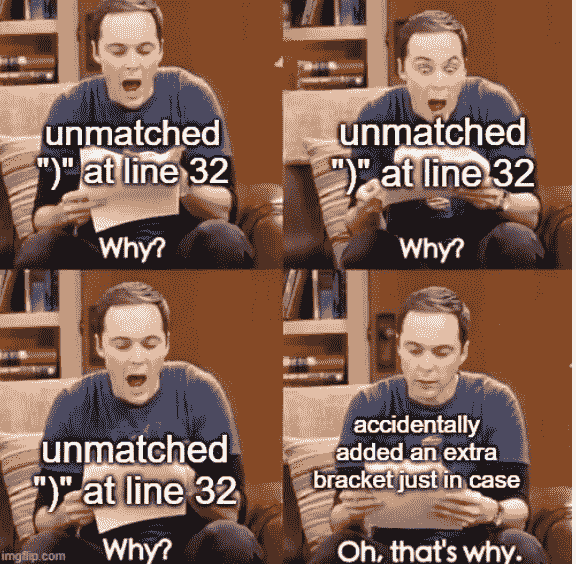 unmatched
")" at line 32
Why?
unmatched
")" at line 32
Why?
unmatched
")" at line 32
Why?
accidentally
added an extra
bracket just in case
Oh, that's why.
imgflip.com